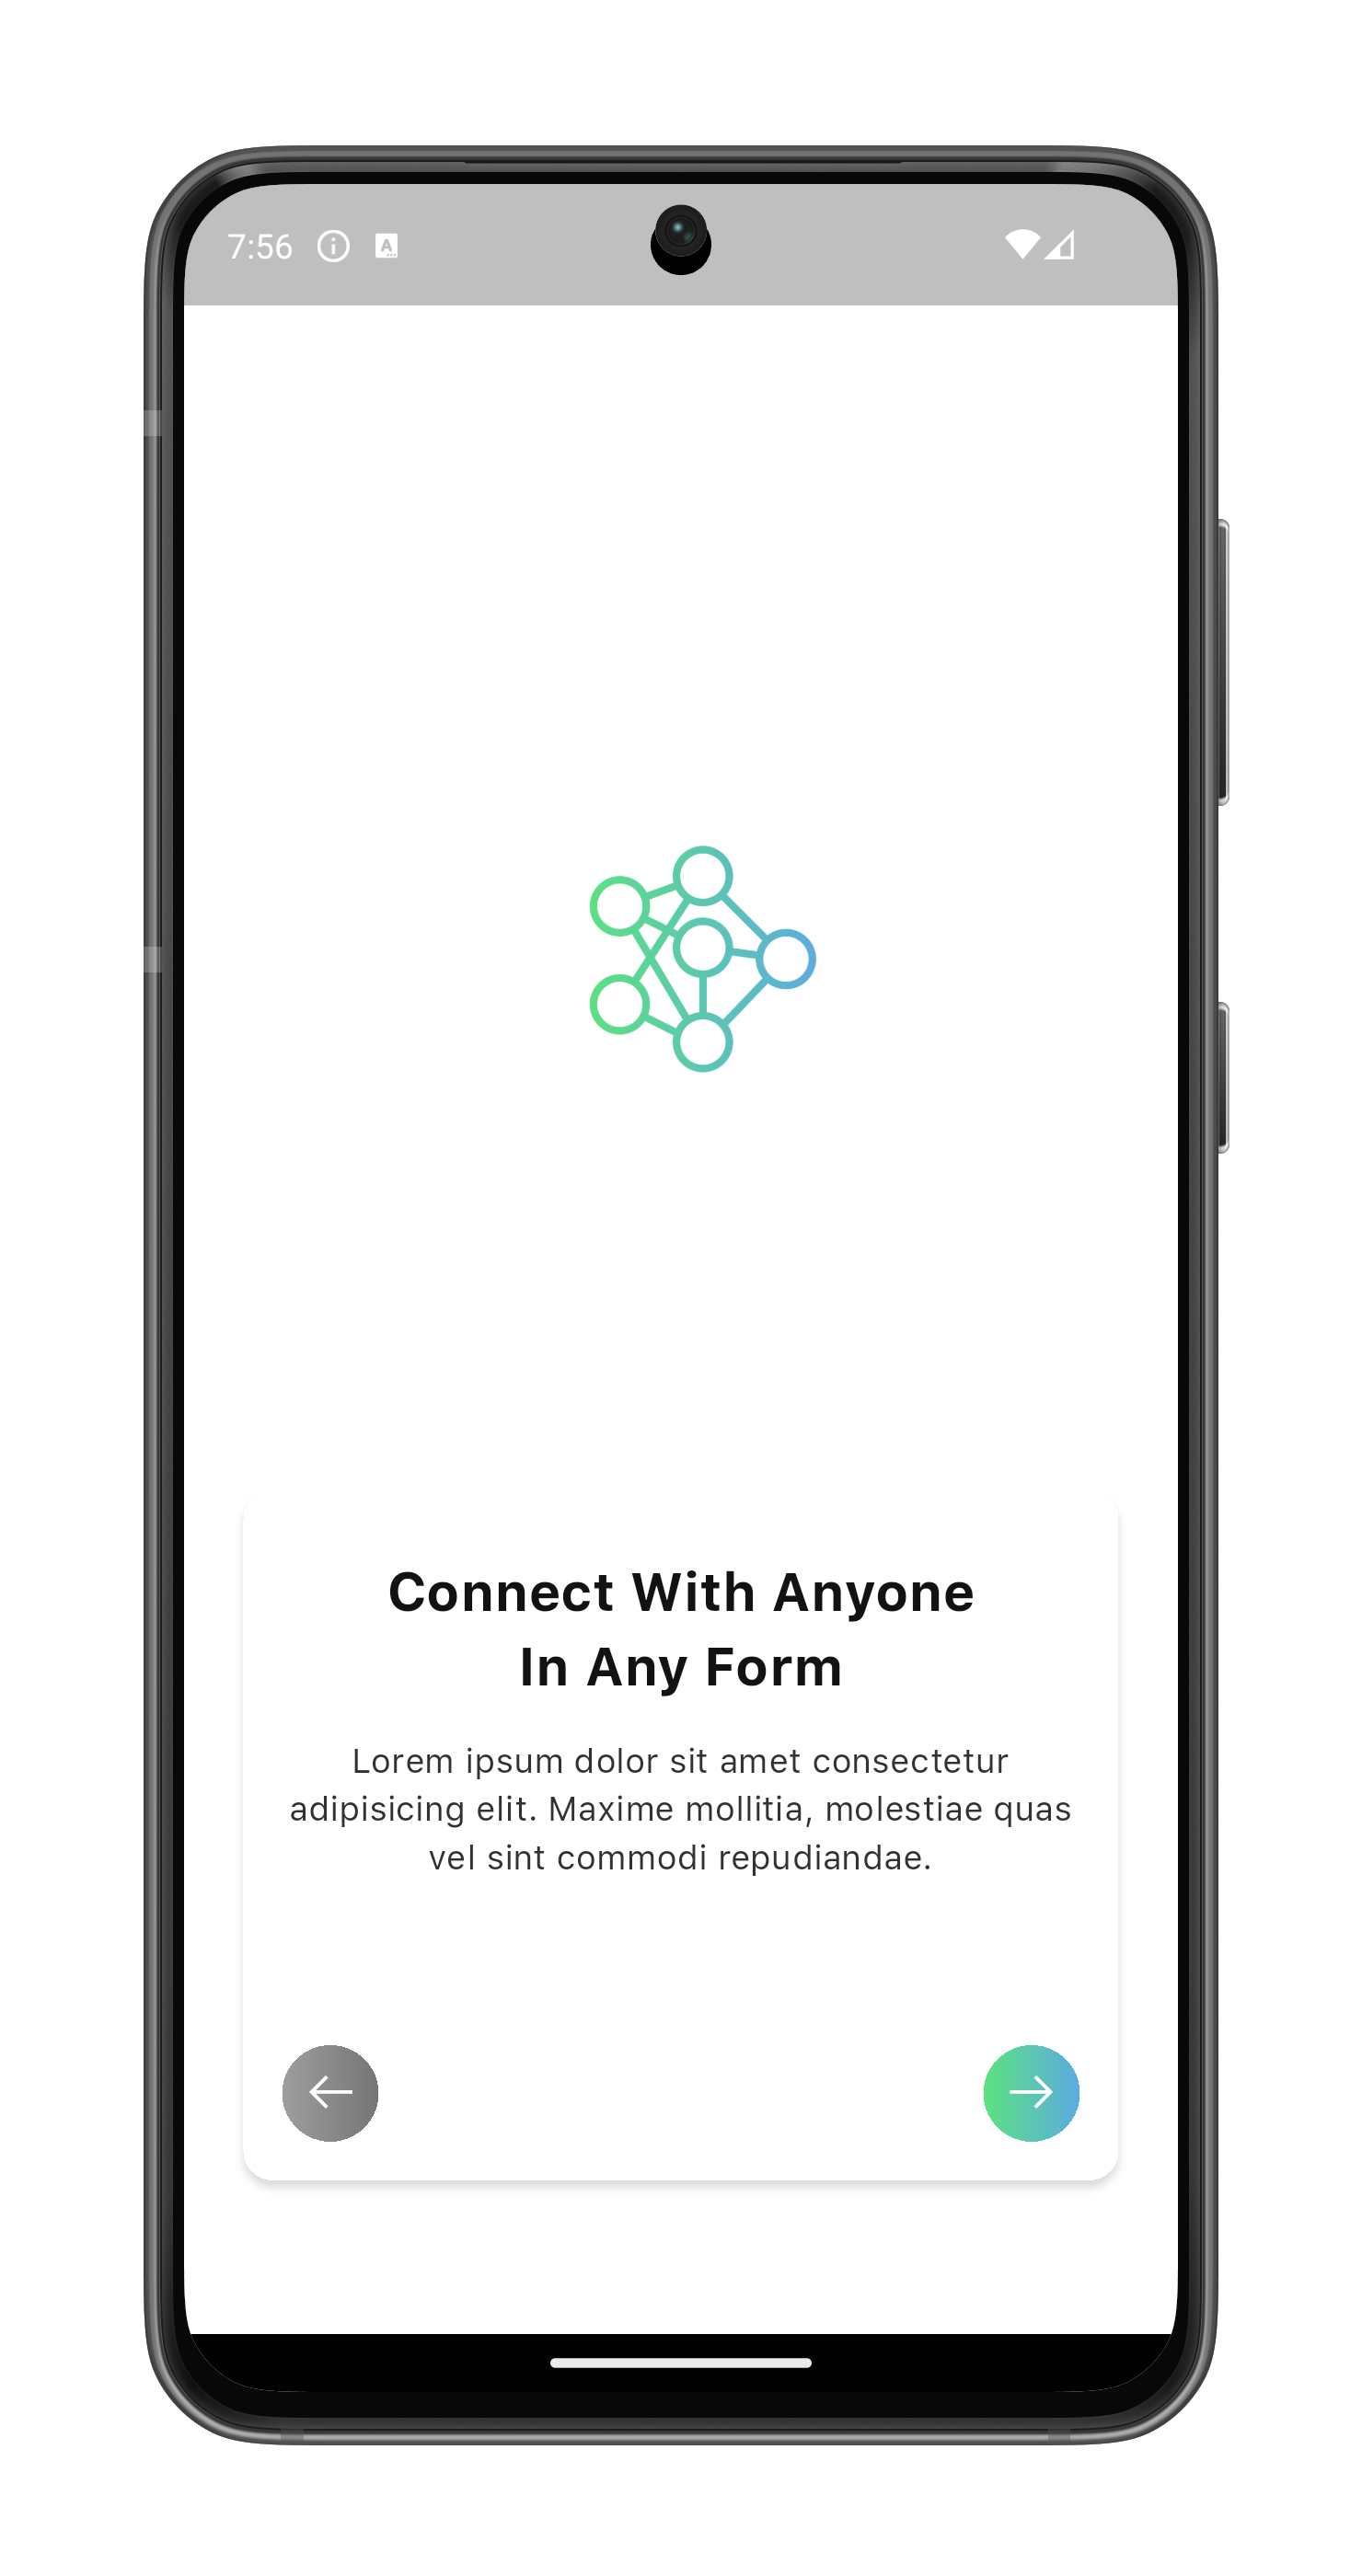 7:56
Connect With Anyone
In Any Form
Lorem ipsum dolor sit amet consectetur
adipisicing elit. Maxime mollitia, molestiae quas
vel sint commodi repudiandae.